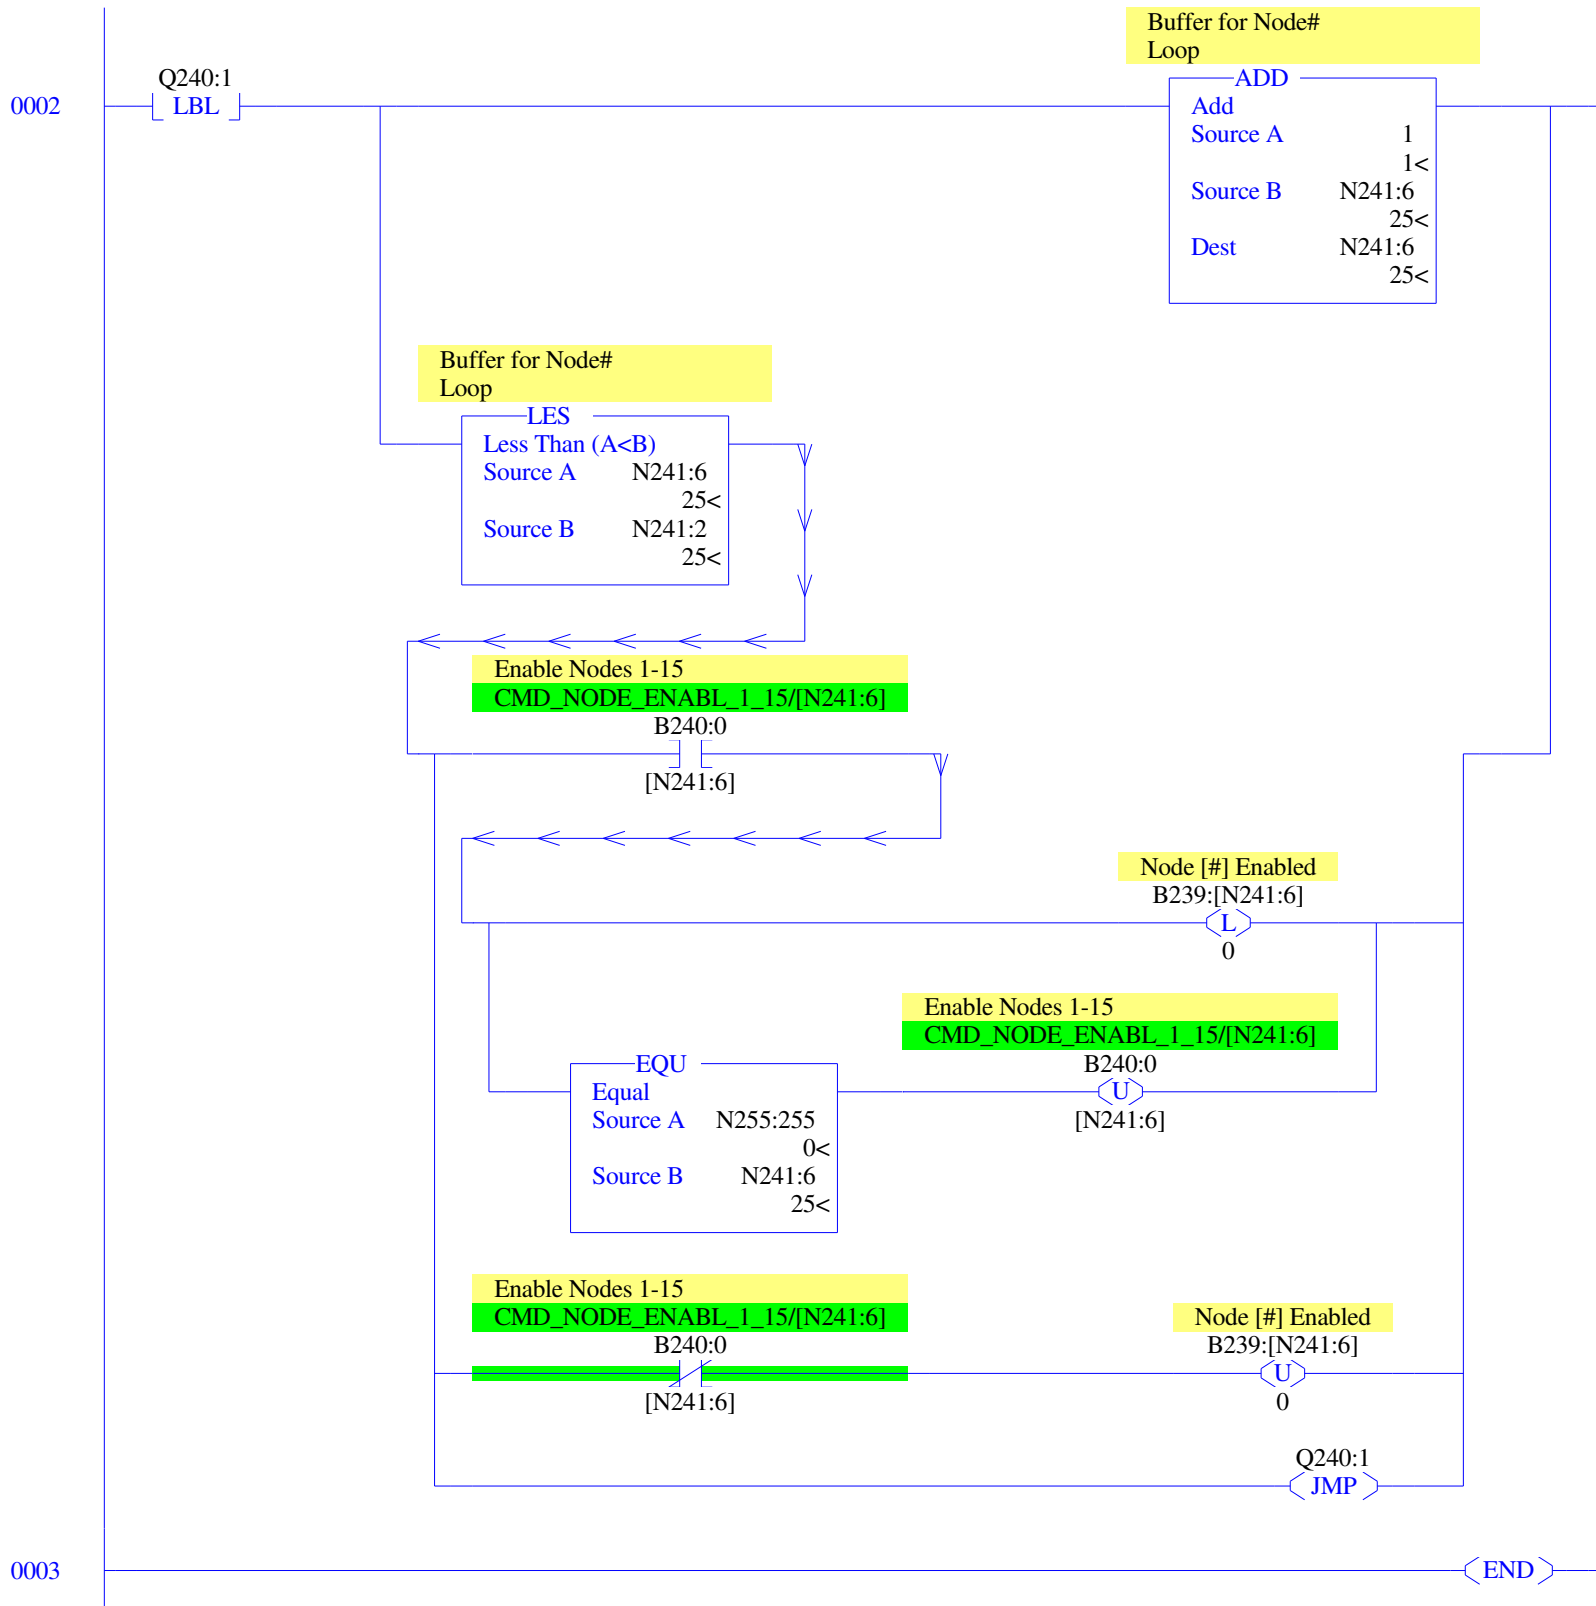 Buffer for Node#
Loop
0002
Q240:1
LBL
ADD
Add
Source A 1
1<
Source B N241:6
25<
Dest N241:6
25<
Buffer for Node#
Loop
LES
Less Than (A<B)
Source A N241:6
25<
Source B N241:2
25<
Enable Nodes 1-15
CMD_NODE_ENABL_1_15/[N241:6]
B240:0
[N241:6]
Node [#] Enabled
B239:[N241:6]
L
0
Enable Nodes 1-15
CMD_NODE_ENABL_1_15/[N241:6]
B240:0
U
[N241:6]
EQU
Equal
Source A N255:255
0<
Source B N241:6
25<
Enable Nodes 1-15
CMD_NODE_ENABL_1_15/[N241:6]
B240:0
[N241:6]
Node [#] Enabled
B239:[N241:6]
U
0
Q240:1
JMP
0003
END